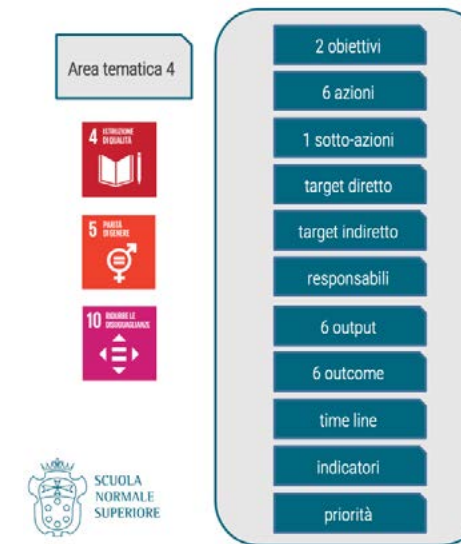 Area tematica 4
4 ISTRUZIONE
DI QUALITÀ
5 PARITÀ
DI GENERE
10 RIDURRE LE
DISUGUAGLIANZE
SCUOLA
NORMALE
SUPERIORE
2 obiettivi
6 azioni
1 sotto-azioni
target diretto
target indiretto
responsabili
6 output
6 outcome
time line
indicatori
priorità